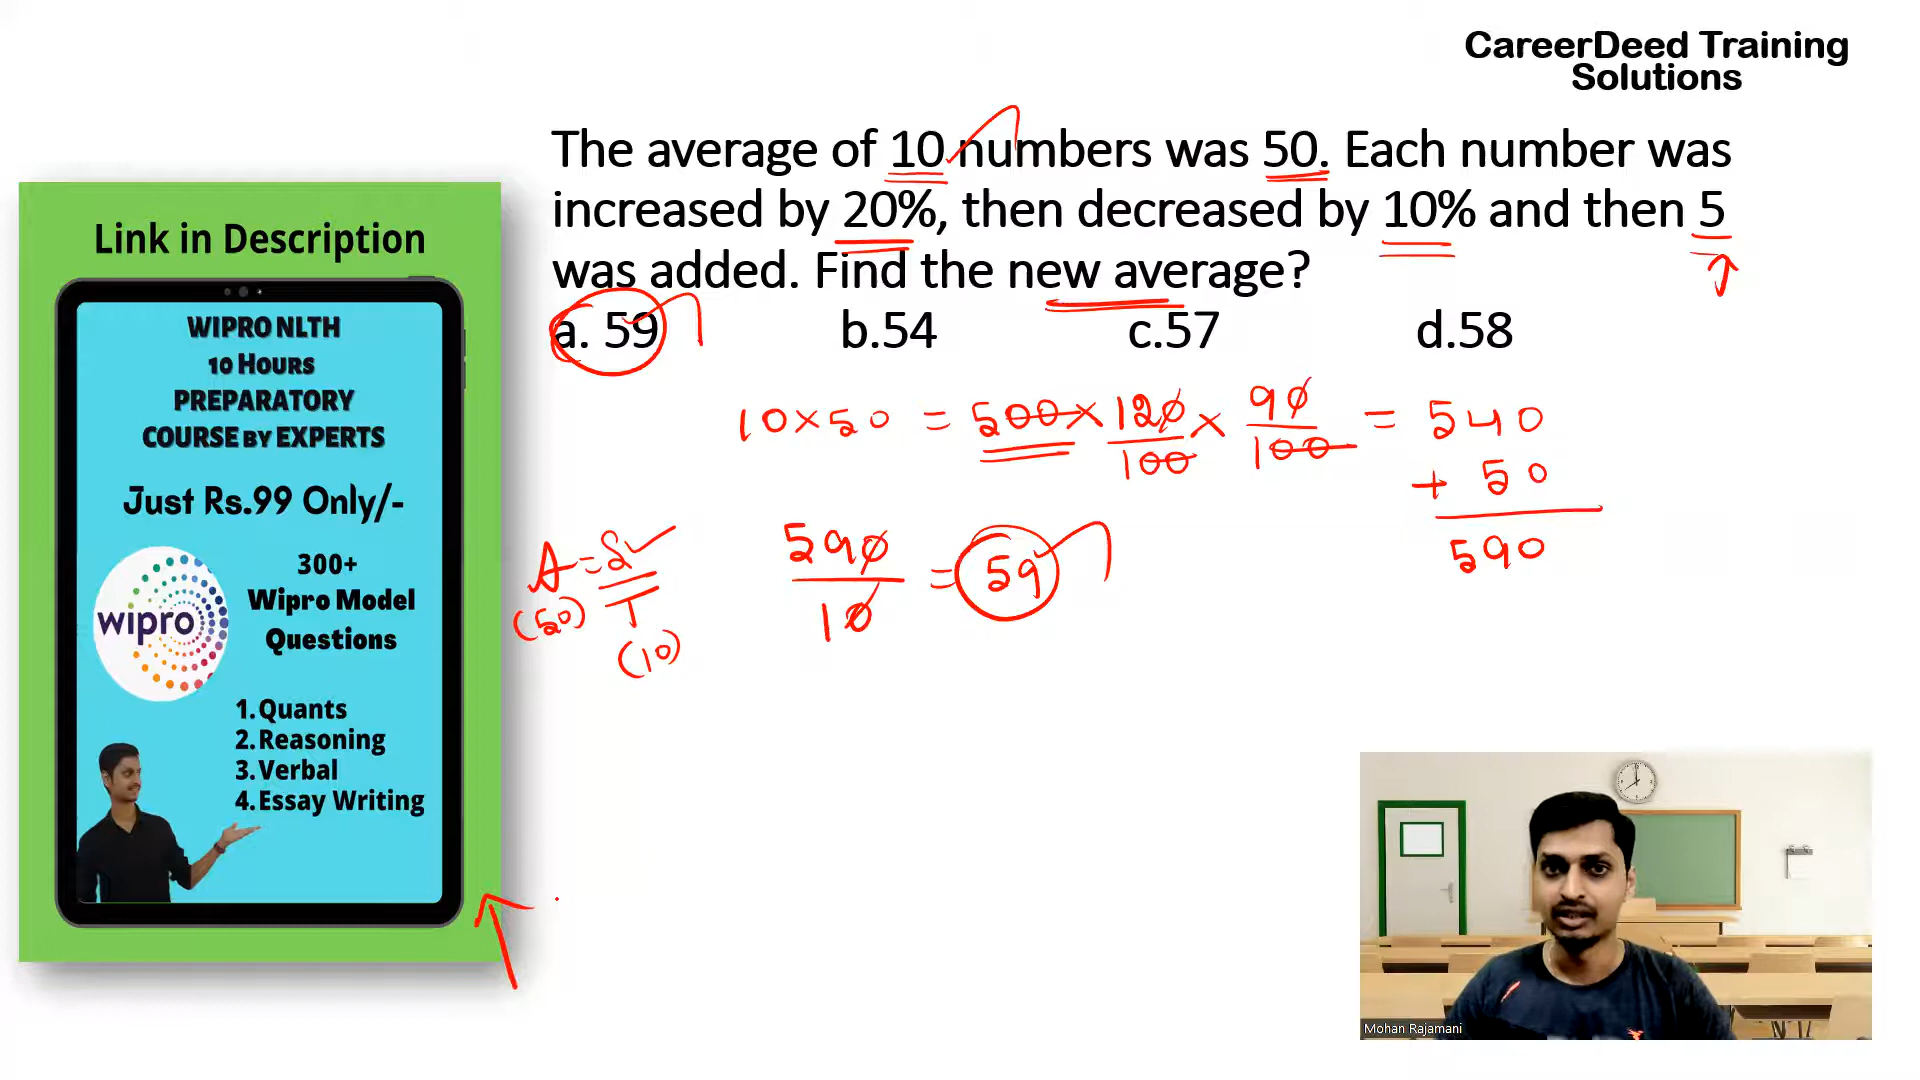 CareerDeed Training
Solutions
The average of 10 numbers was 50. Each number was
increased by 20%, then decreased by 10% and then 5
was added. Find the new average?
a. 59 b.54 c.57 d.58
10 × 50 = 500 × 120/100 × 90/100 = 540
+ 50
590
A = S/T
(50) (10)
590/10 = 59
Link in Description
WIPRO NLTH
10 HOURS
PREPARATORY
COURSE BY EXPERTS
Just Rs.99 Only/-
300+
Wipro Model
Questions
wipro
1.Quants
2.Reasoning
3.Verbal
4.Essay Writing
Mohan Rajamani